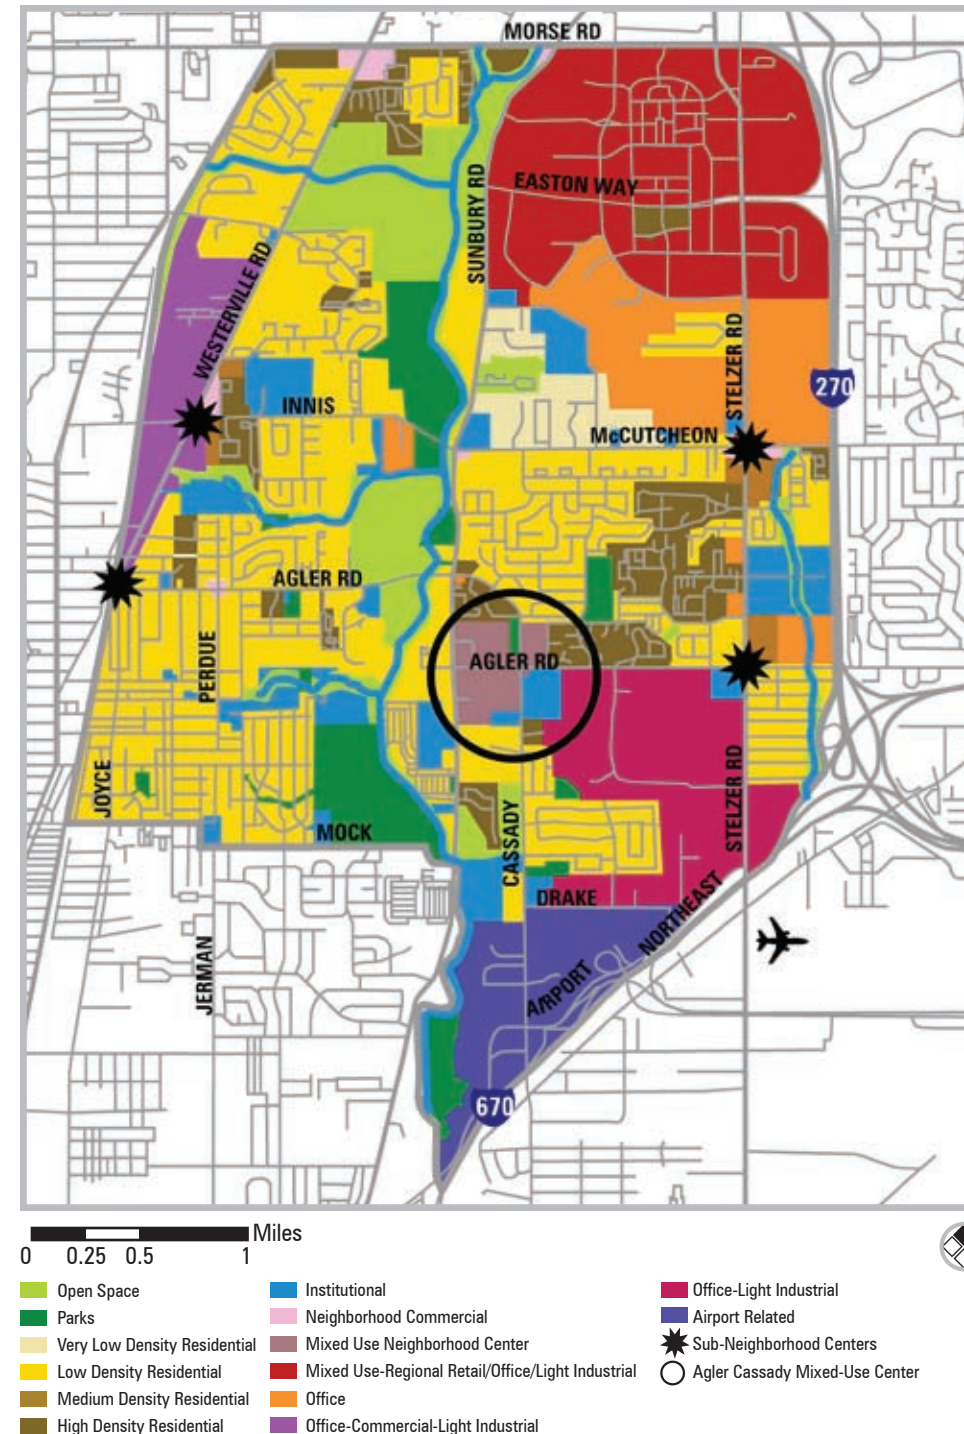 MORSE RD
SUNBURY RD
EASTON WAY
WESTERVILLE RD
STELZER RD
270
INNIS
McCUTCHEON
AGLER RD
PERDUE
AGLER RD
JOYCE
STELZER RD
MOCK
CASSADY
DRAKE
NORTHEAST
JERMAN
AIRPORT
670
Miles
0 0.25 0.5 1
Open Space
Parks
Very Low Density Residential
Low Density Residential
Medium Density Residential
High Density Residential
Institutional
Neighborhood Commercial
Mixed Use Neighborhood Center
Mixed Use-Regional Retail/Office/Light Industrial
Office
Office-Commercial-Light Industrial
Office-Light Industrial
Airport Related
Sub-Neighborhood Centers
Agler Cassady Mixed-Use Center